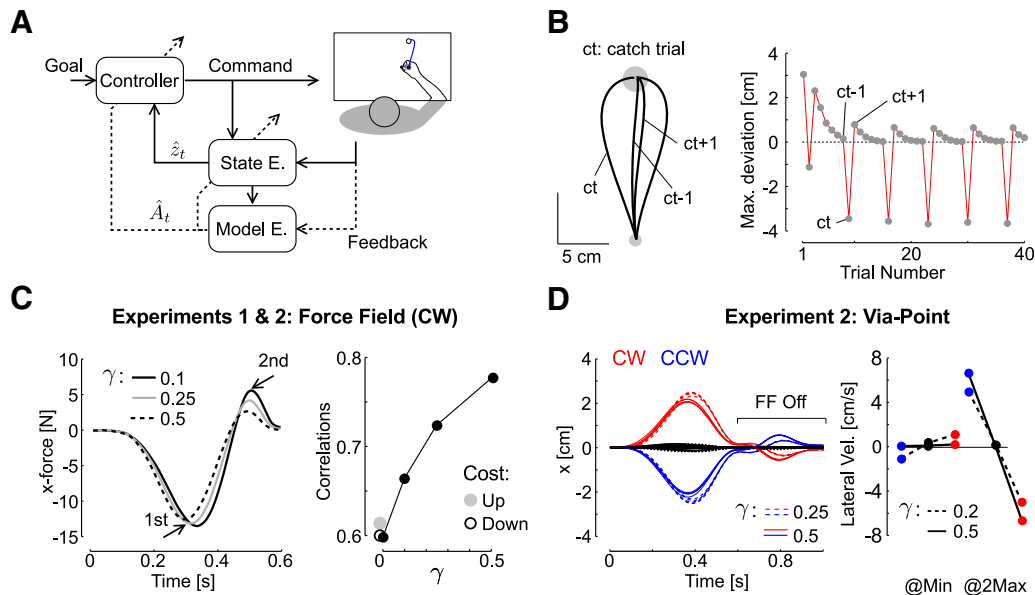 A
Goal
Controller
Command
ẑt
State E.
Ât
Model E.
Feedback
B
ct: catch trial
ct+1
ct
ct-1
5 cm
Max. deviation [cm]
4
2
0
-2
-4
ct-1
ct+1
ct
1
20
40
Trial Number
C
Experiments 1 & 2: Force Field (CW)
x-force [N]
10
5
0
-5
-10
-15
γ :
0.1
0.25
0.5
2nd
1st
0
0.2
0.4
0.6
Time [s]
Correlations
0.8
0.7
0.6
Cost:
Up
Down
0
0.5
γ
D
Experiment 2: Via-Point
CW
CCW
x [cm]
4
2
0
-2
-4
FF Off
γ :
0.25
0.5
0
0.4
0.8
Time [s]
Lateral Vel. [cm/s]
8
4
0
-4
-8
γ :
0.2
0.5
@Min
@2Max